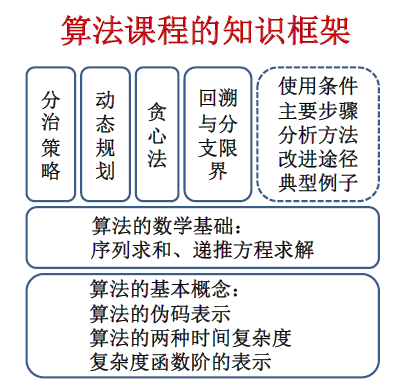 算法课程的知识框架
分治策略
动态规划
贪心法
回溯
与分
支限
界
使用条件
主要步骤
分析方法
改进途径
典型例子
算法的数学基础：
序列求和、递推方程求解
算法的基本概念：
算法的伪码表示
算法的两种时间复杂度
复杂度函数阶的表示